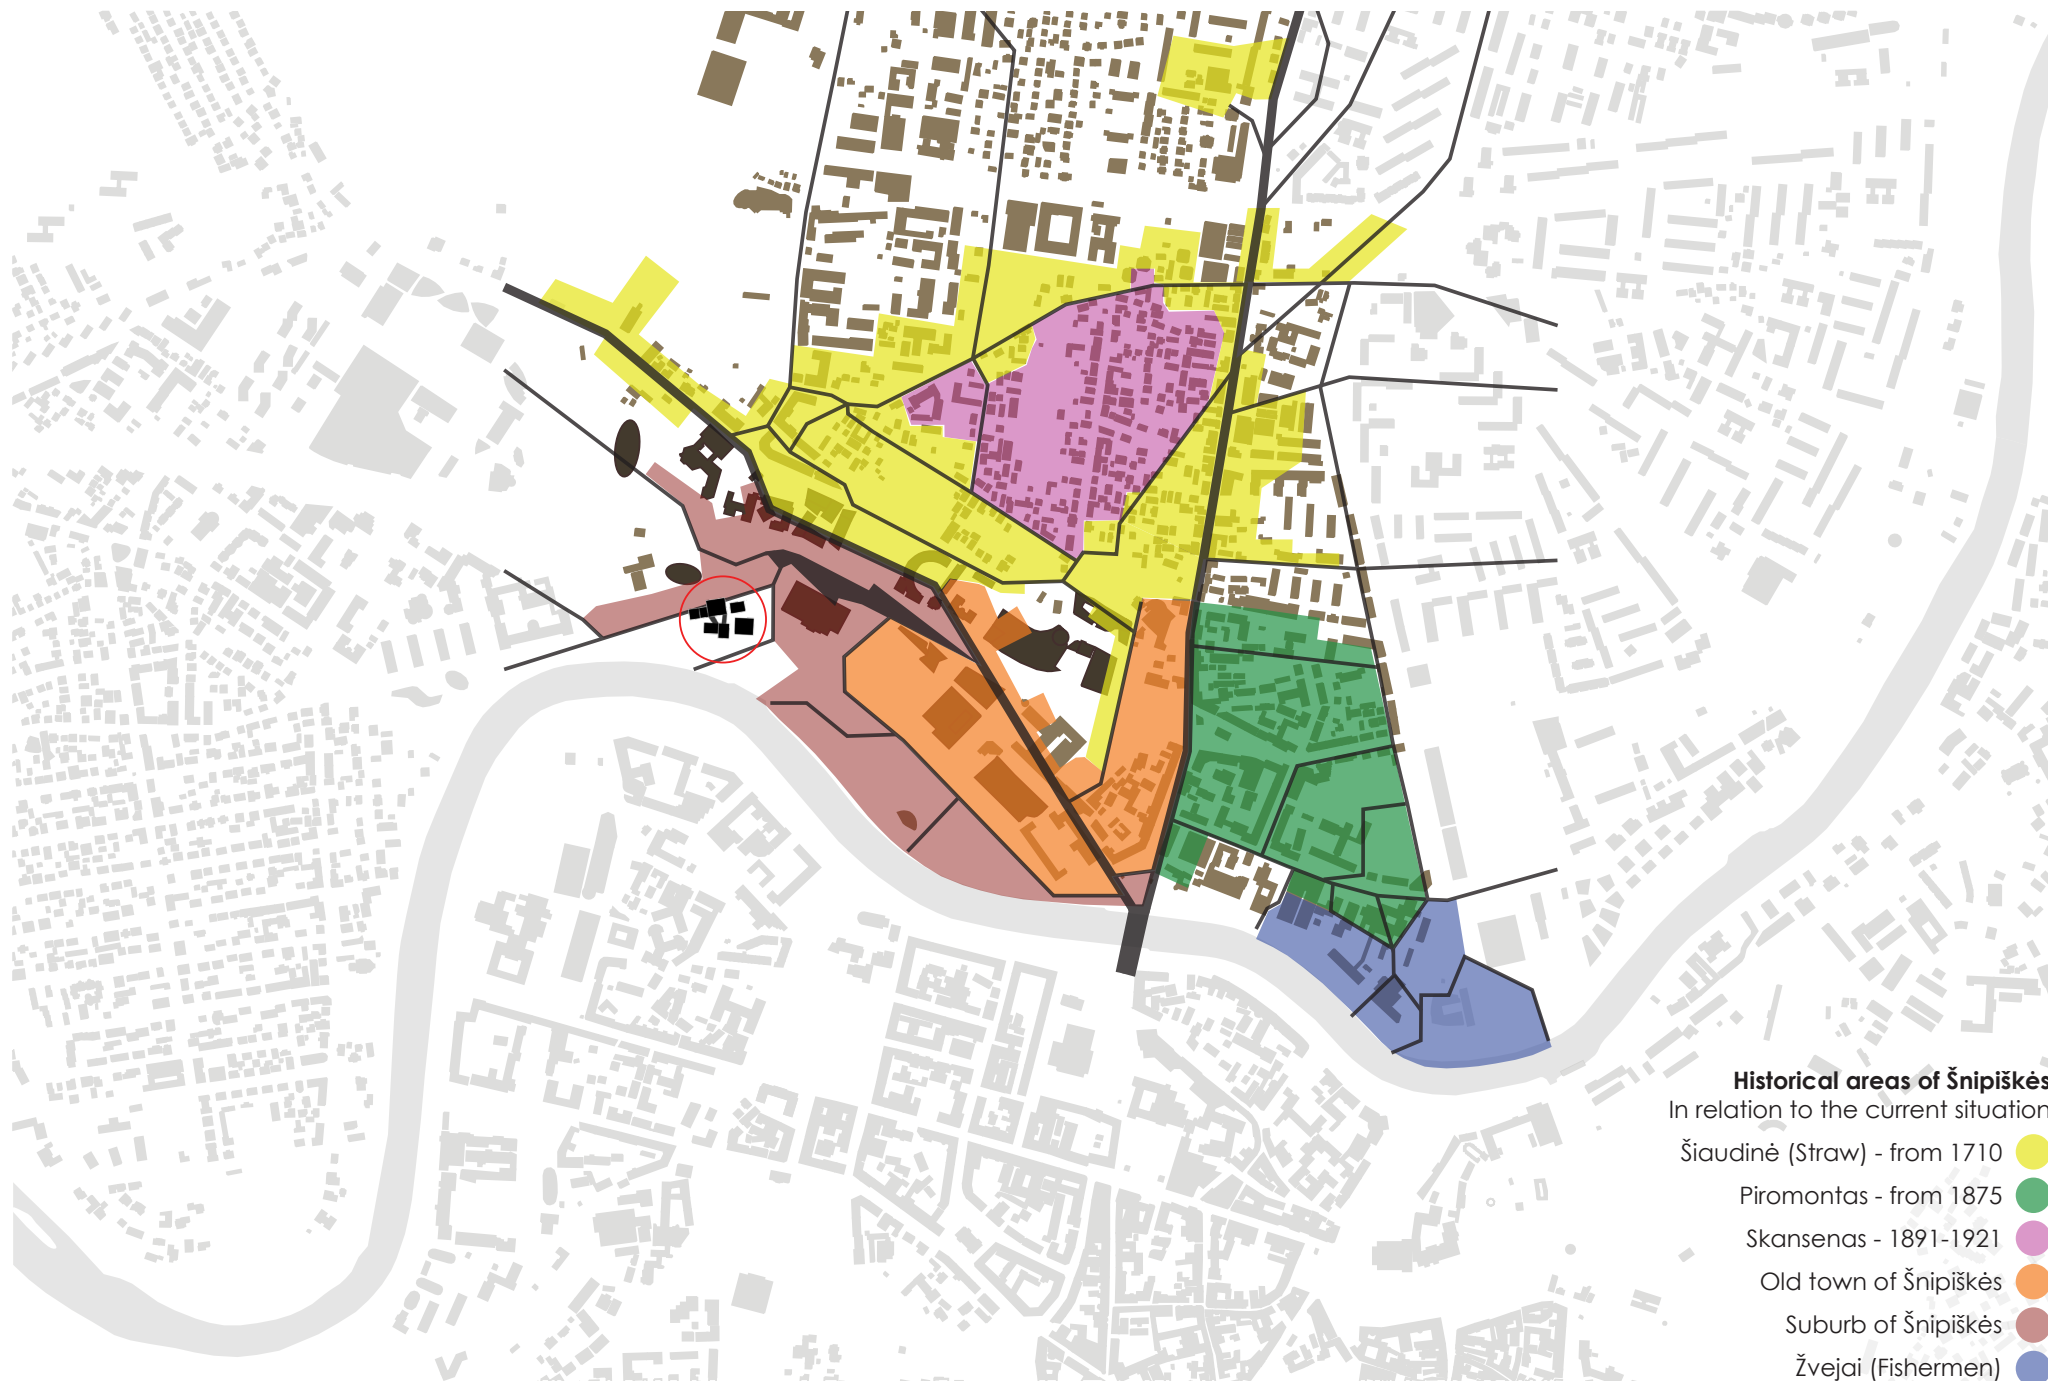 Historical areas of Šnipiškės
In relation to the current situation
Šiaudinė (Straw) - from 1710
Piromontas - from 1875
Skansenas - 1891-1921
Old town of Šnipiškės
Suburb of Šnipiškės
Žvejai (Fishermen)